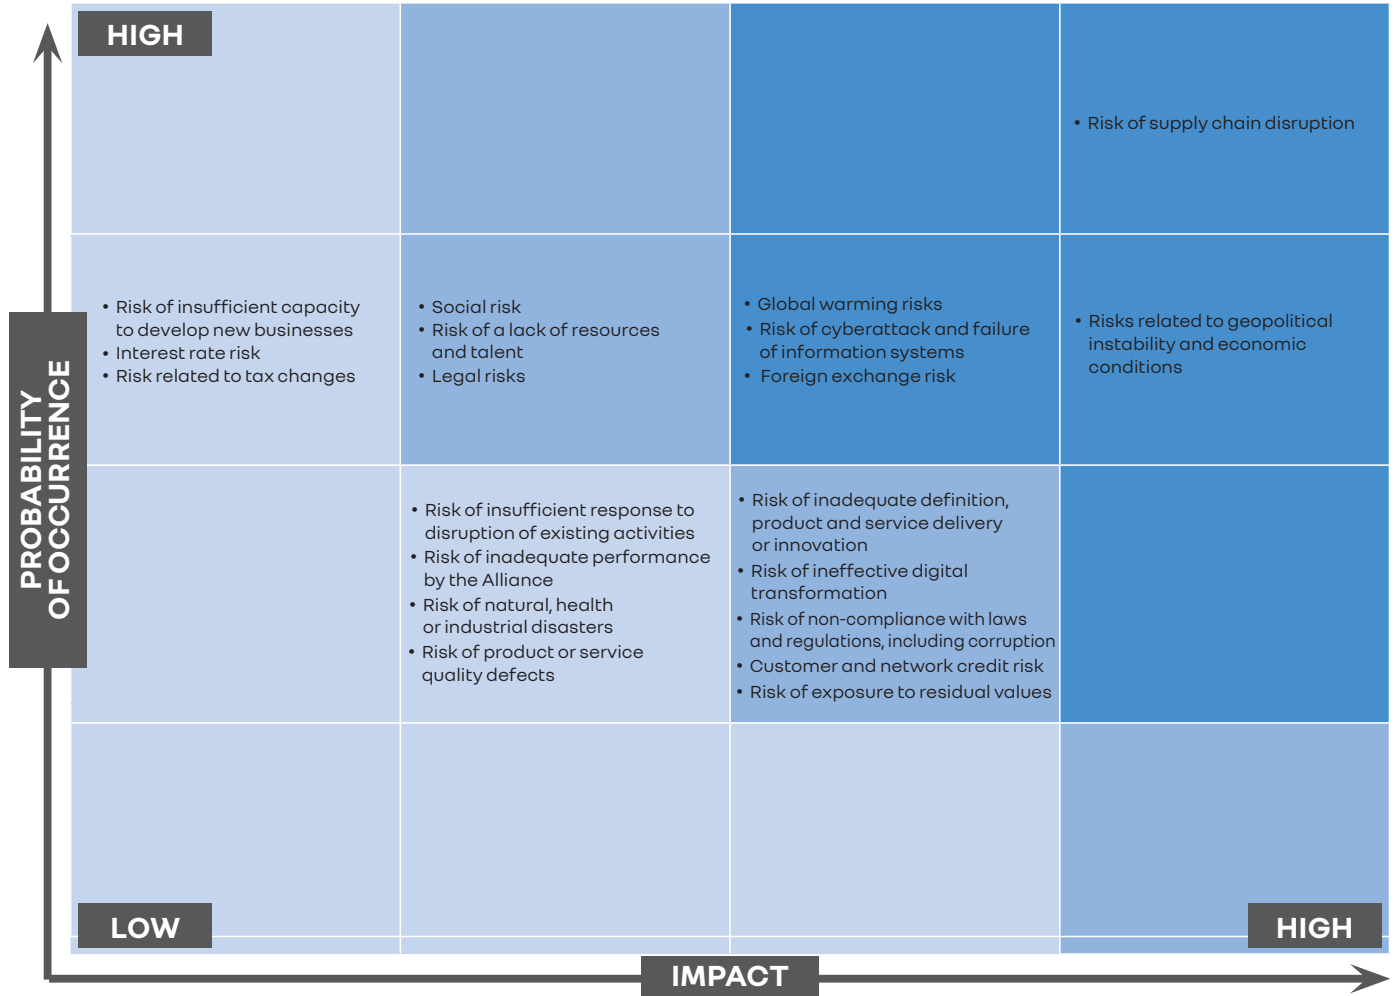 HIGH
• Risk of supply chain disruption
• Risk of insufficient capacity
to develop new businesses
• Interest rate risk
• Risk related to tax changes
• Social risk
• Risk of a lack of resources
and talent
• Legal risks
• Global warming risks
• Risk of cyberattack and failure
of information systems
• Foreign exchange risk
• Risks related to geopolitical
instability and economic
conditions
PROBABILITY
OF OCCURRENCE
• Risk of insufficient response to
disruption of existing activities
• Risk of inadequate performance
by the Alliance
• Risk of natural, health
or industrial disasters
• Risk of product or service
quality defects
• Risk of inadequate definition,
product and service delivery
or innovation
• Risk of ineffective digital
transformation
• Risk of non-compliance with laws
and regulations, including corruption
• Customer and network credit risk
• Risk of exposure to residual values
LOW
HIGH
IMPACT